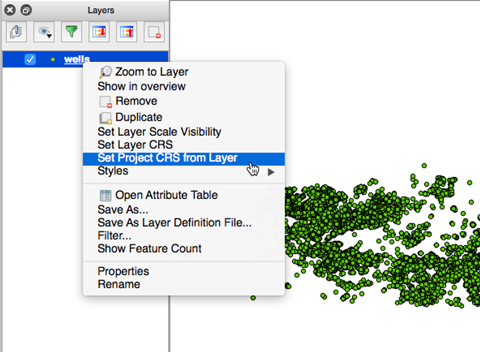 Layers
wells
Zoom to Layer
Show in overview
Remove
Duplicate
Set Layer Scale Visibility
Set Layer CRS
Set Project CRS from Layer
Styles
Open Attribute Table
Save As...
Save As Layer Definition File...
Filter...
Show Feature Count
Properties
Rename